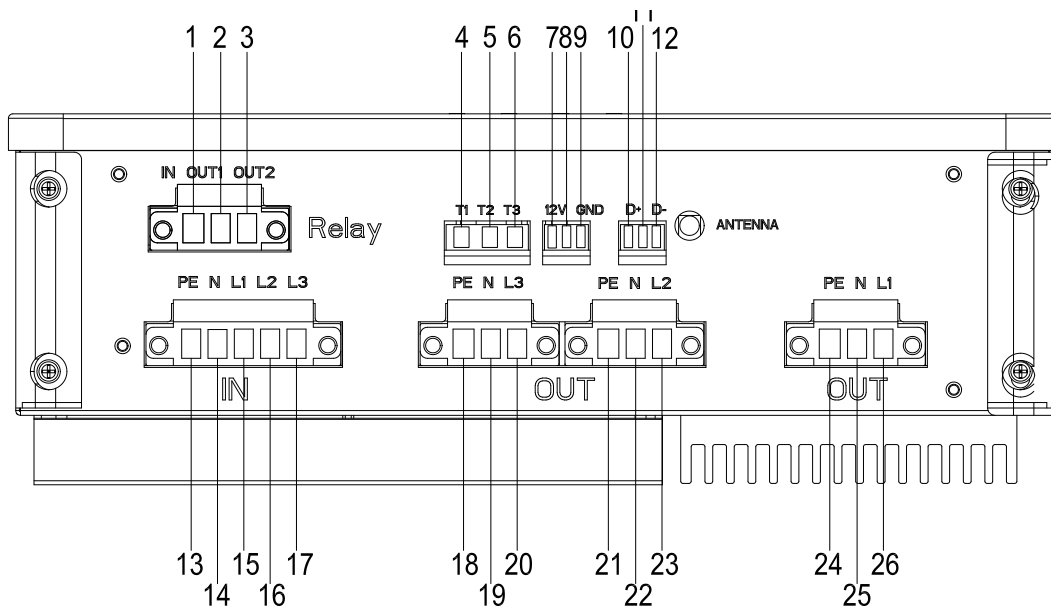 1 2 3 4 5 6 7 8 9 10 11 12
IN OUT1 OUT2
T1 T2 T3 12V GND D+ D-
Relay
ANTENNA
PE N L1 L2 L3 PE N L3 PE N L2 PE N L1
IN OUT OUT
13 15 17 18 20 21 23 24 26
14 16 19 22 25